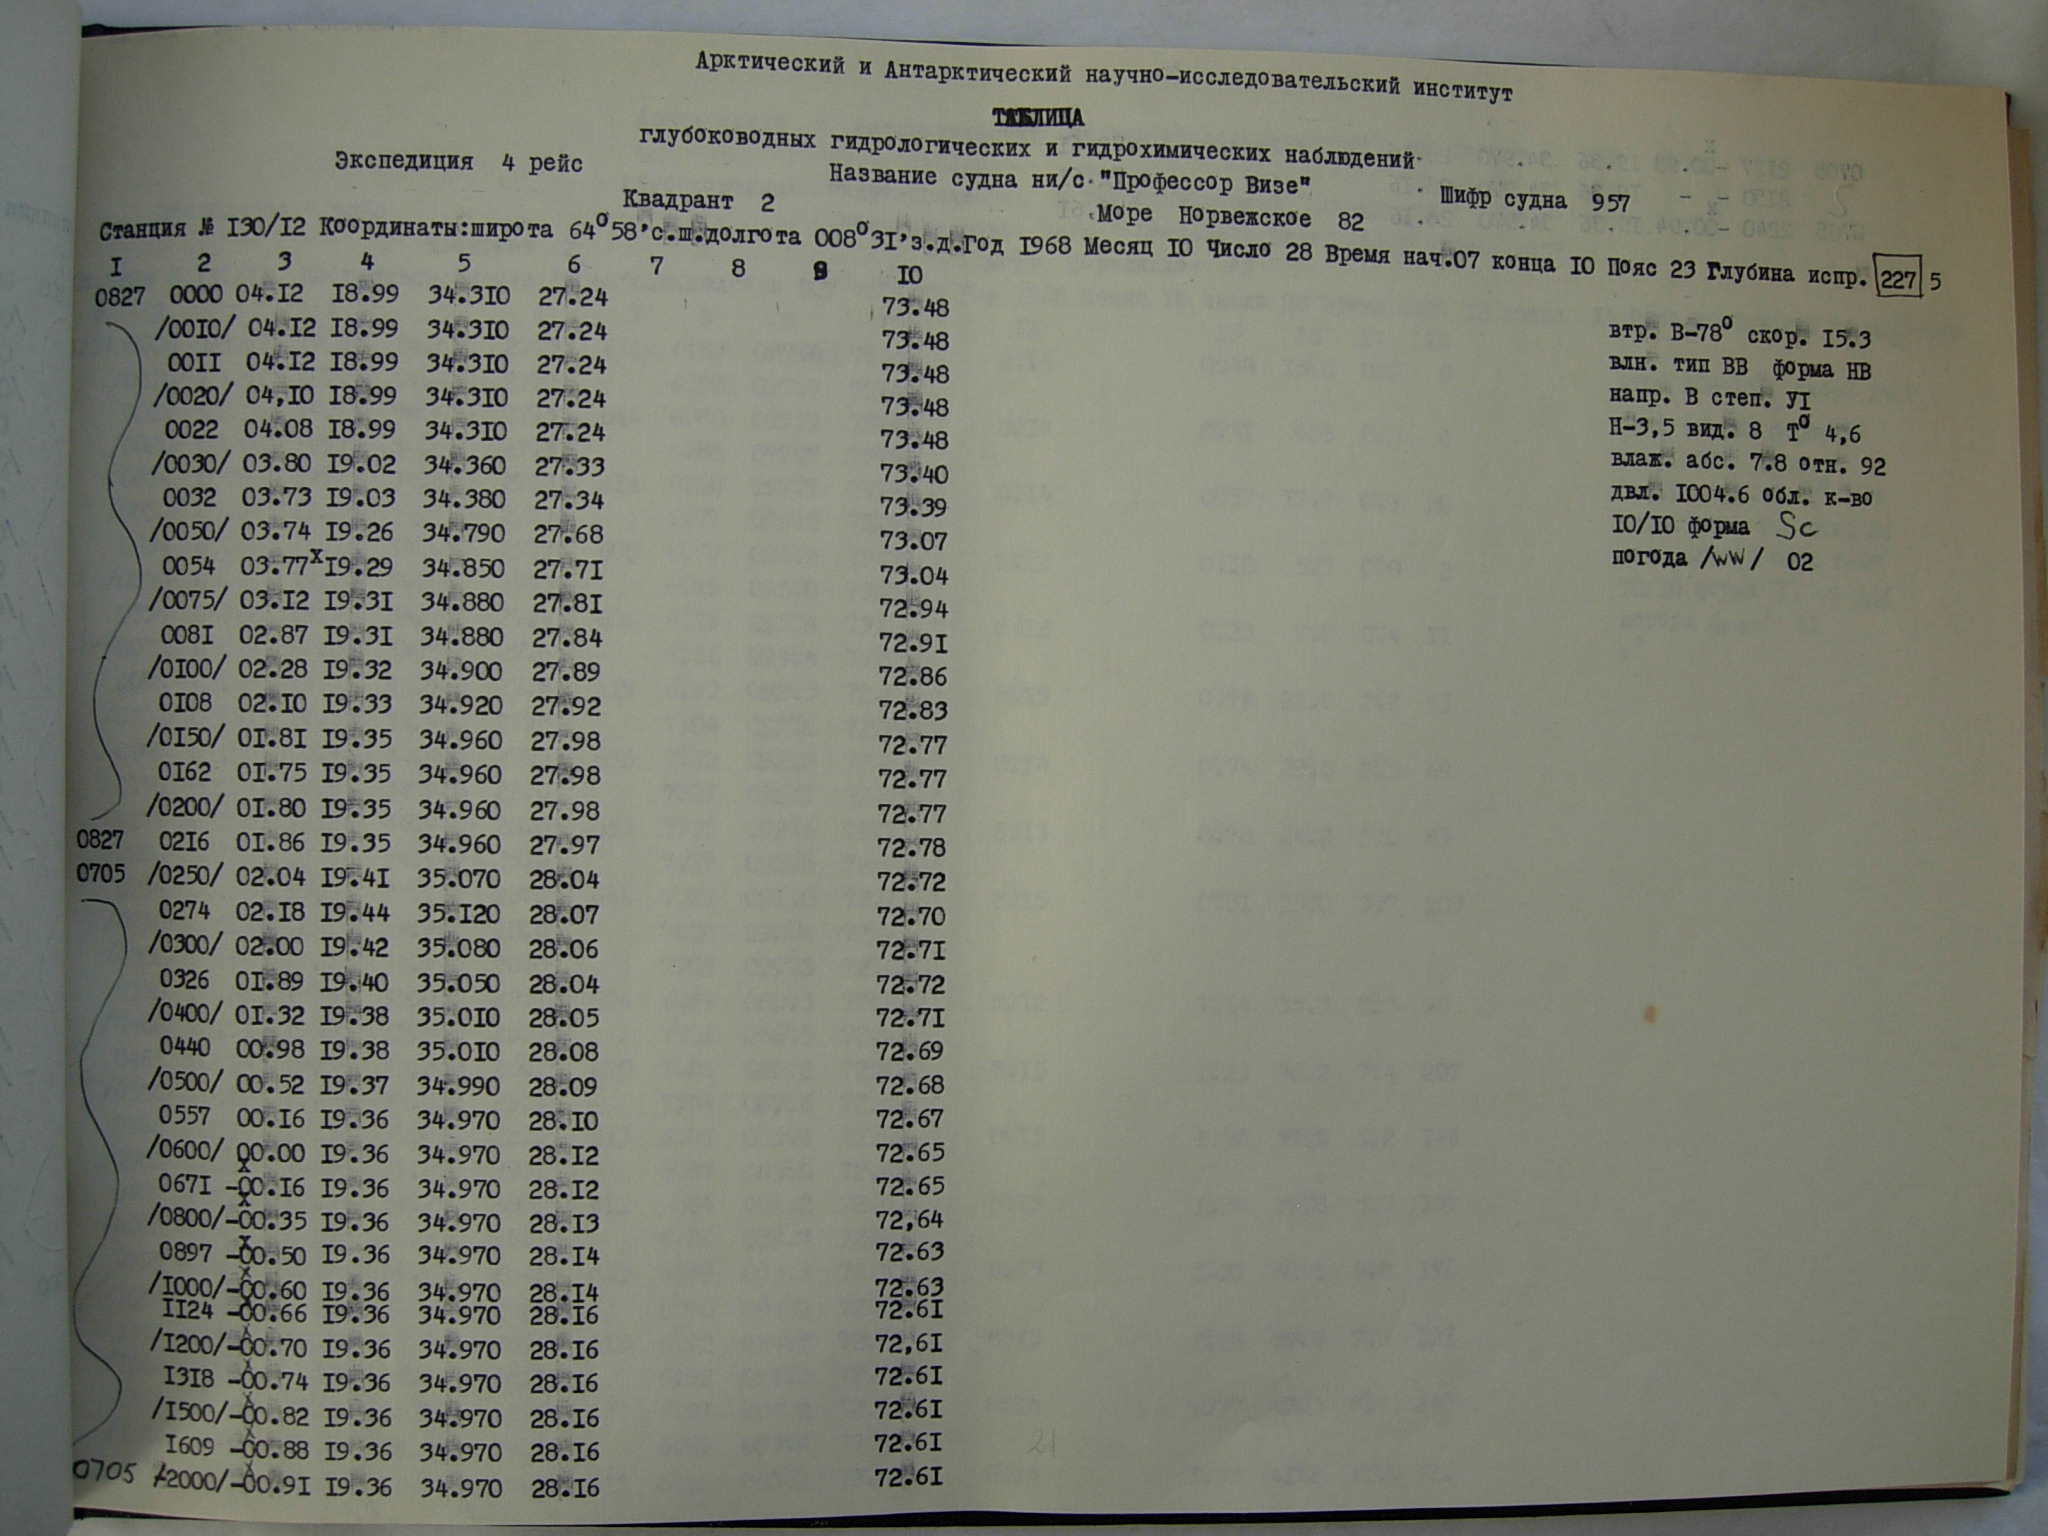 Арктический и Антарктический научно-исследовательский институт
ТАБЛИЦА
глубоководных гидрологических и гидрохимических наблюдений
Экспедиция 4 рейс Название судна ни/с "Профессор Визе" Шифр судна 957
Квадрант 2 Море Норвежское 82
Станция № I30/I2 Координаты:широта 64°58'с.ш.долгота 008°3I'з.д.Год I968 Месяц I0 Число 28 Время нач.07 конца I0 Пояс 23 Глубина испр. 227 5
I 2 3 4 5 6 7 8 9 I0
0827 0000 04.I2 I8.99 34.3I0 27.24 73.48
/00I0/ 04.I2 I8.99 34.3I0 27.24 73.48 втр. В-78° скор. I5.3
00II 04.I2 I8.99 34.3I0 27.24 73.48 влн. тип ВВ форма НВ
/0020/ 04,I0 I8.99 34.3I0 27.24 73.48 напр. В степ. УI
0022 04.08 I8.99 34.3I0 27.24 73.48 Н-3,5 вид. 8 Т° 4,6
/0030/ 03.80 I9.02 34.360 27.33 73.40 влаж. абс. 7.8 отн. 92
0032 03.73 I9.03 34.380 27.34 73.39 двл. I004.6 обл. к-во
/0050/ 03.74 I9.26 34.790 27.68 73.07 I0/I0 форма Sc
0054 03.77х I9.29 34.850 27.7I 73.04 погода /ww/ 02
/0075/ 03.I2 I9.3I 34.880 27.8I 72.94
008I 02.87 I9.3I 34.880 27.84 72.9I
/0I00/ 02.28 I9.32 34.900 27.89 72.86
0I08 02.I0 I9.33 34.920 27.92 72.83
/0I50/ 0I.8I I9.35 34.960 27.98 72.77
0I62 0I.75 I9.35 34.960 27.98 72.77
/0200/ 0I.80 I9.35 34.960 27.98 72.77
0827 02I6 0I.86 I9.35 34.960 27.97 72.78
0705 /0250/ 02.04 I9.4I 35.070 28.04 72.72
0274 02.I8 I9.44 35.I20 28.07 72.70
/0300/ 02.00 I9.42 35.080 28.06 72.7I
0326 0I.89 I9.40 35.050 28.04 72.72
/0400/ 0I.32 I9.38 35.0I0 28.05 72.7I
0440 00.98 I9.38 35.0I0 28.08 72.69
/0500/ 00.52 I9.37 34.990 28.09 72.68
0557 00.I6 I9.36 34.970 28.I0 72.67
/0600/ 00.00 I9.36 34.970 28.I2 72.65
067I -х00.I6 I9.36 34.970 28.I2 72.65
/0800/-х00.35 I9.36 34.970 28.I3 72,64
0897 -х00.50 I9.36 34.970 28.I4 72.63
/I000/-х00.60 I9.36 34.970 28.I4 72.63
II24 -х00.66 I9.36 34.970 28.I6 72.6I
/I200/-х00.70 I9.36 34.970 28.I6 72,6I
I3I8 -х00.74 I9.36 34.970 28.I6 72.6I
/I500/-х00.82 I9.36 34.970 28.I6 72.6I
I609 -х00.88 I9.36 34.970 28.I6 72.6I
0705 /2000/-х00.9I I9.36 34.970 28.I6 72.6I